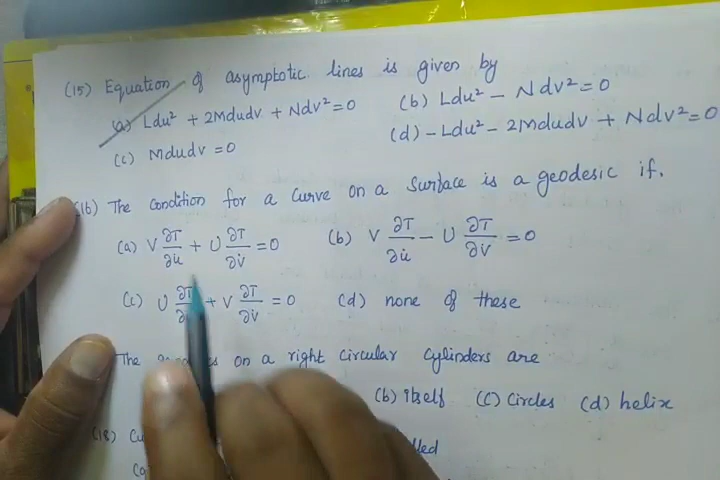 (15) Equation of asymptotic lines is given by
(a) Ldu² + 2Mdudv + Ndv² = 0 (b) Ldu² - Ndv² = 0
(c) Mdudv = 0 (d) -Ldu² - 2Mdudv + Ndv² = 0
(16) The condition for a curve on a surface is a geodesic if.
(a) V ∂T/∂u̇ + U ∂T/∂v̇ = 0 (b) V ∂T/∂u̇ - U ∂T/∂v̇ = 0
(c) U ∂T + V ∂T/∂v̇ = 0 (d) none of these
The on a right circular cylinders are
(b) itself (c) circles (d) helix
(18)